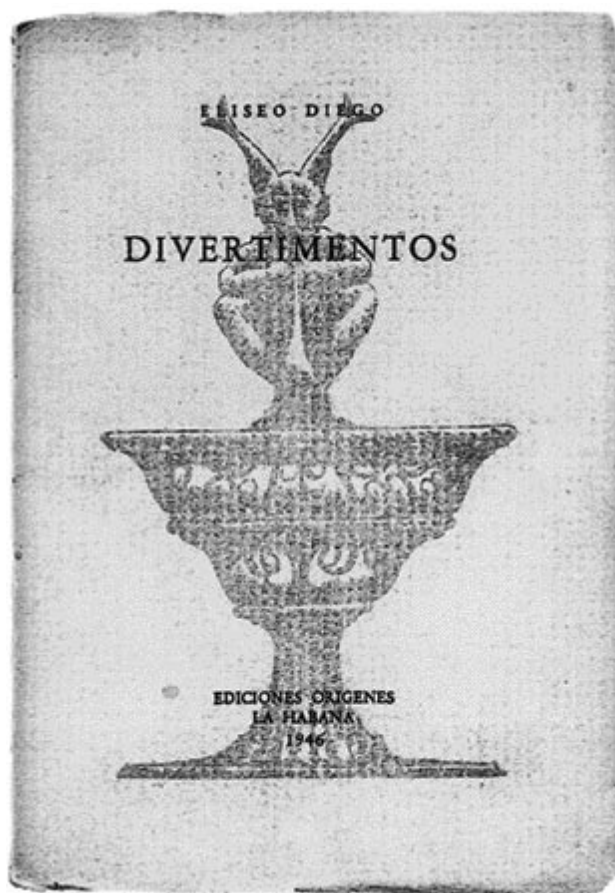 ELISEO DIEGO
DIVERTIMENTOS
EDICIONES ORIGENES
LA HABANA
1946